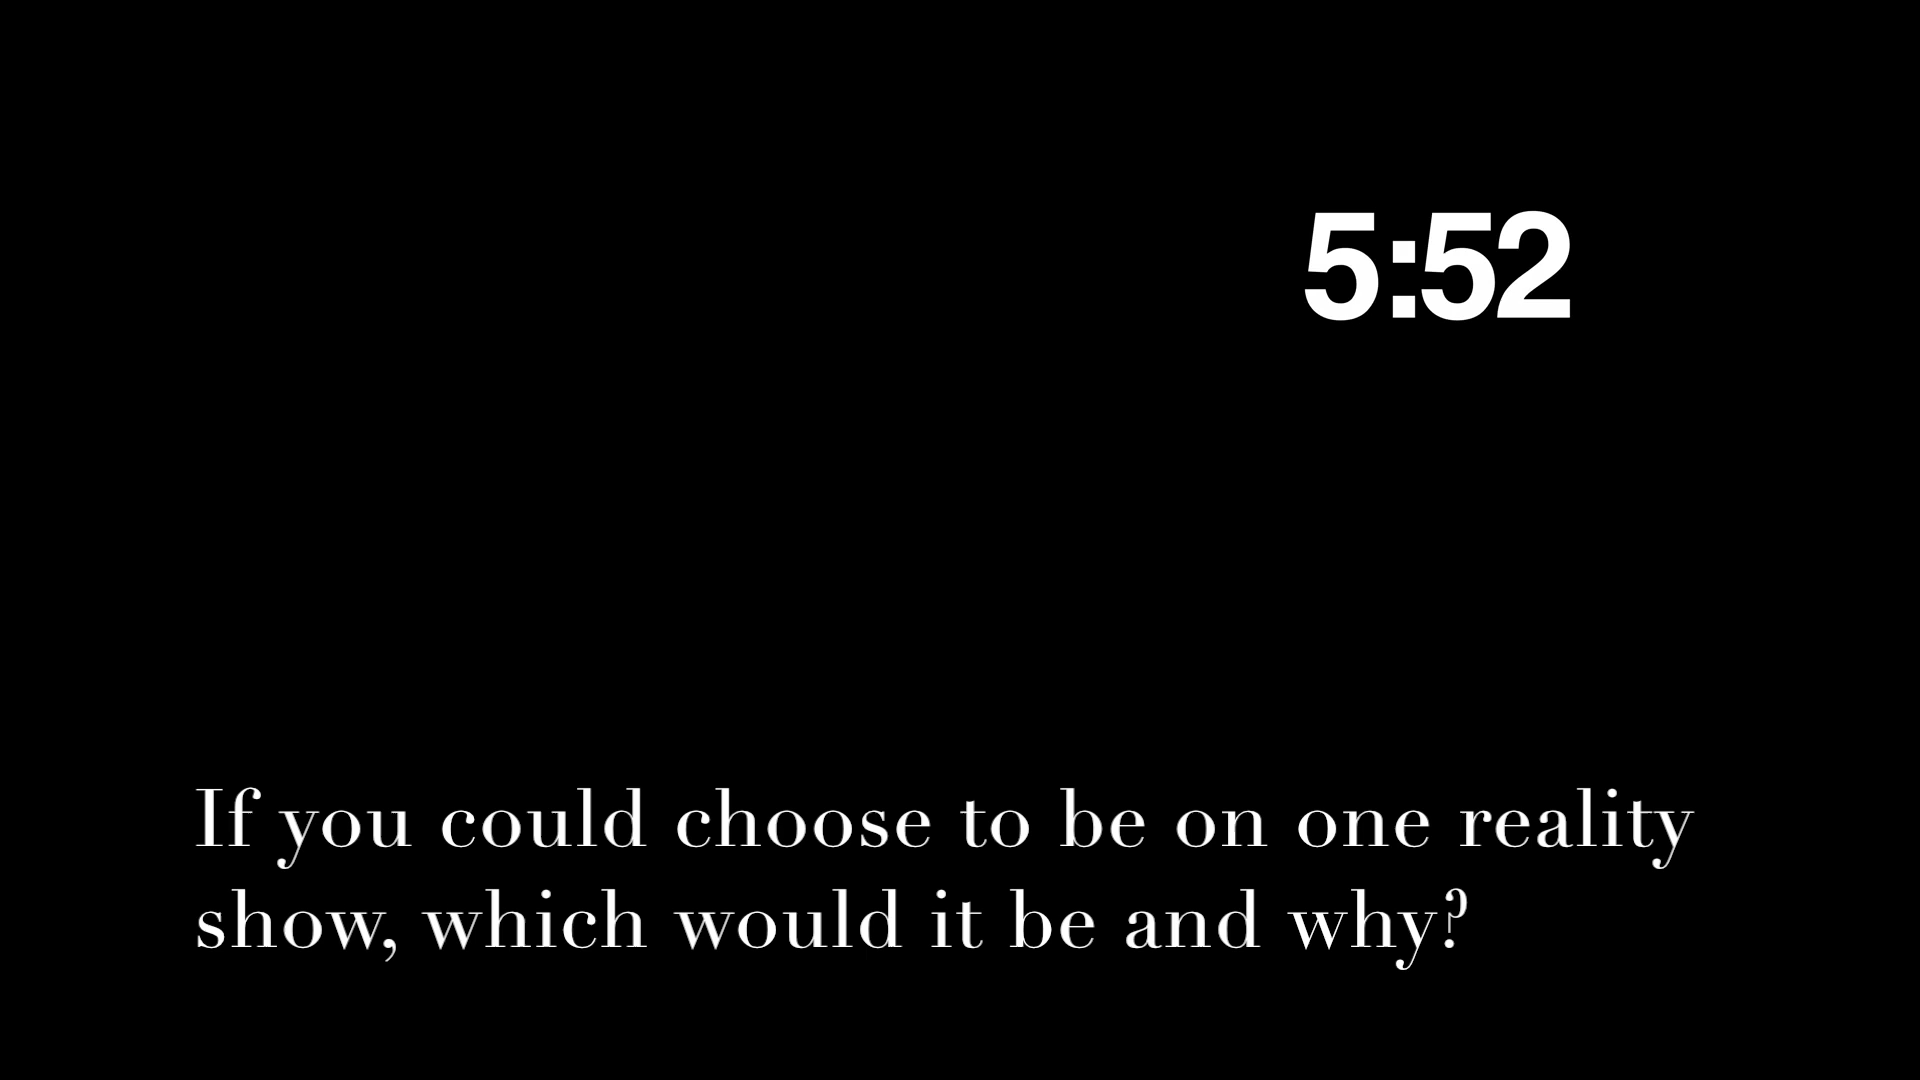 5:52
If you could choose to be on one reality
show, which would it be and why?